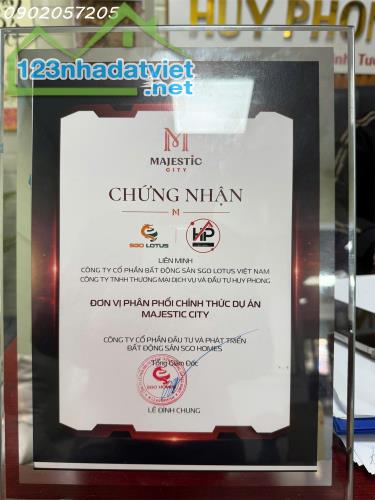 0902057205
HUY PHON
123nhadatviet
.net
M
MAJESTIC
CITY
CHỨNG NHẬN
M
SGO LOTUS
HP
LIÊN MINH
CÔNG TY CỔ PHẦN BẤT ĐỘNG SẢN SGO LOTUS VIỆT NAM
CÔNG TY TNHH THƯƠNG MẠI DỊCH VỤ VÀ ĐẦU TƯ HUY PHONG
ĐƠN VỊ PHÂN PHỐI CHÍNH THỨC DỰ ÁN
MAJESTIC CITY
CÔNG TY CỔ PHẦN ĐẦU TƯ VÀ PHÁT TRIỂN
BẤT ĐỘNG SẢN SGO HOMES
Tổng Giám Đốc
SGO HOMES
LÊ ĐÌNH CHUNG